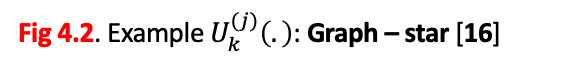 Fig 4.2. Example $U_k^{(j)}(.)$: Graph – star [16]